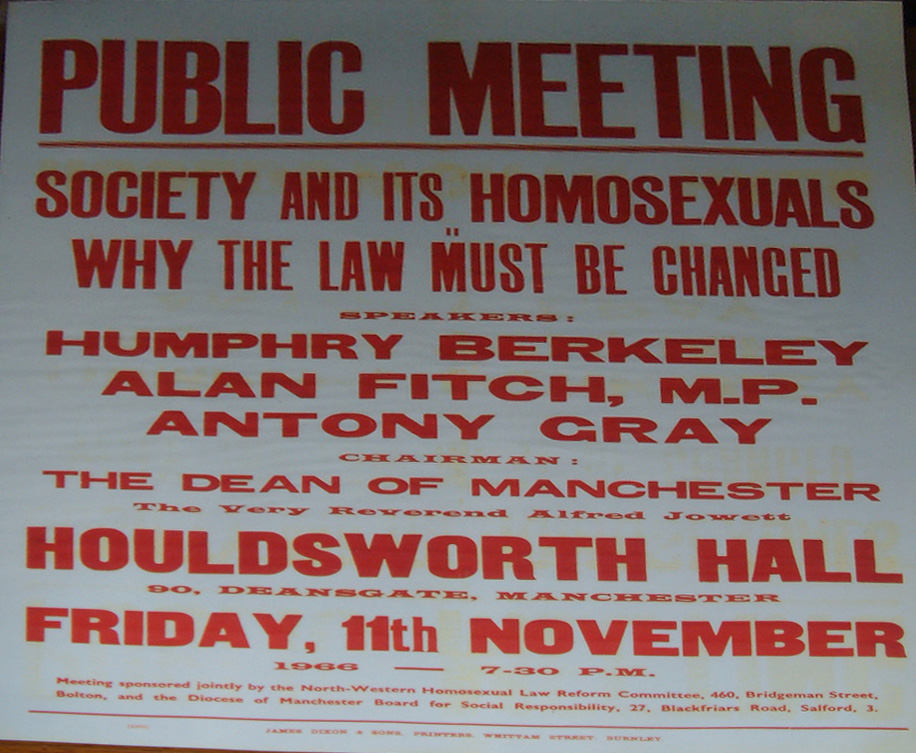 PUBLIC MEETING
SOCIETY AND ITS HOMOSEXUALS
WHY THE LAW MUST BE CHANGED
SPEAKERS:
HUMPHRY BERKELEY
ALAN FITCH, M.P.
ANTONY GRAY
CHAIRMAN:
THE DEAN OF MANCHESTER
The Very Reverend Alfred Jowett
HOULDSWORTH HALL
90, DEANSGATE, MANCHESTER
FRIDAY, 11th NOVEMBER
1966 — 7-30 P.M.
Meeting sponsored jointly by the North-Western Homosexual Law Reform Committee, 460, Bridgeman Street,
Bolton, and the Diocese of Manchester Board for Social Responsibility, 27, Blackfriars Road, Salford, 3.
JAMES DIXON & SONS, PRINTERS, WHITTAM STREET, BURNLEY